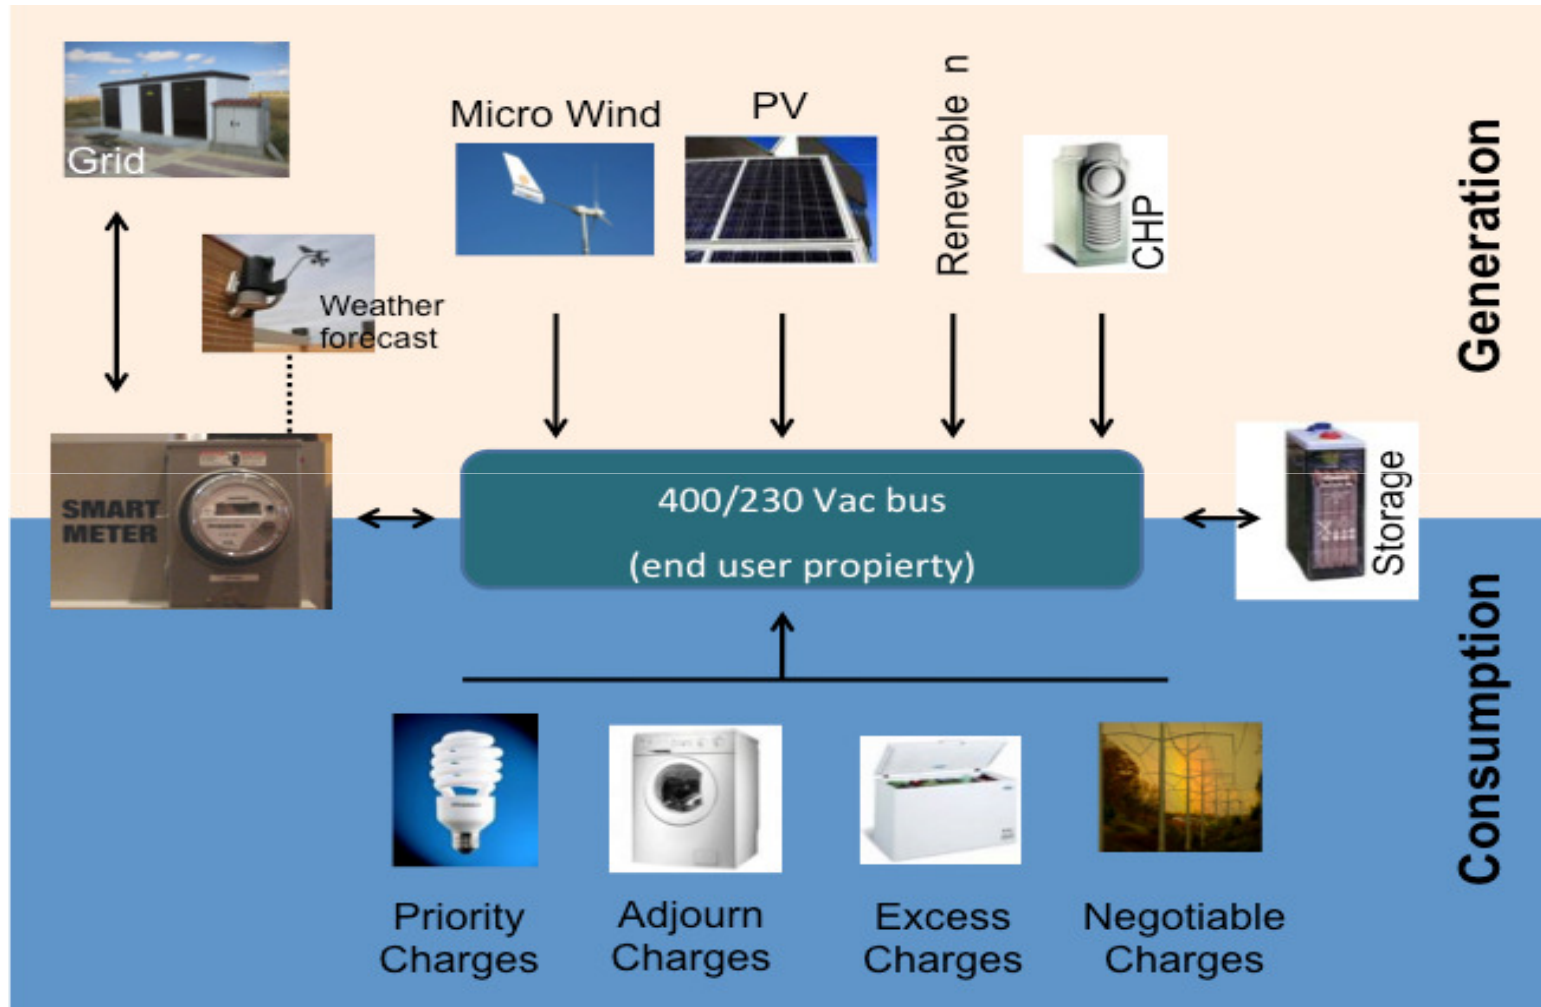 Grid
Micro Wind
PV
Renewable n
CHP
Generation
Weather
forecast
SMART
METER
400/230 Vac bus
(end user propierty)
Storage
Consumption
Priority
Charges
Adjourn
Charges
Excess
Charges
Negotiable
Charges